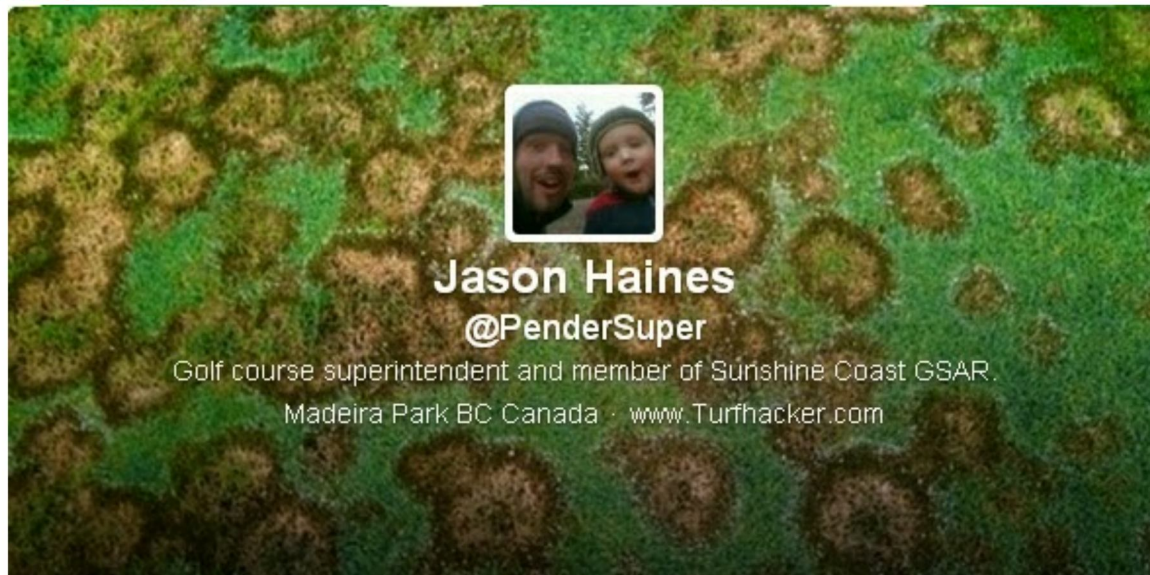 Jason Haines
@PenderSuper
Golf course superintendent and member of Sunshine Coast GSAR.
Madeira Park BC Canada · www.Turfhacker.com